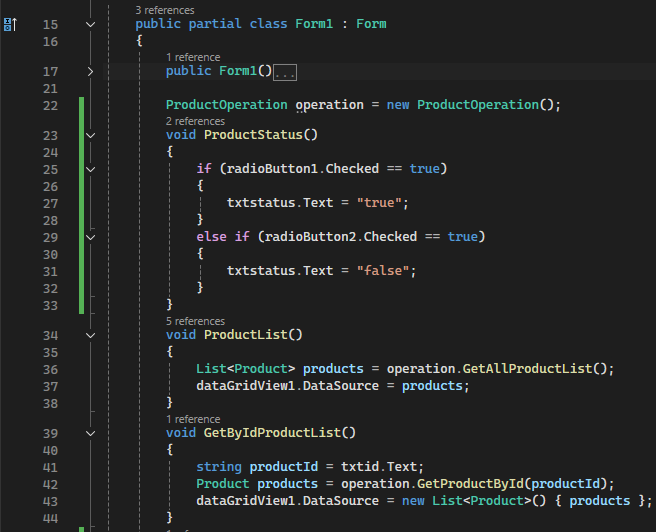 3 references
15 public partial class Form1 : Form
16 {
1 reference
17 public Form1()...
21
22 ProductOperation operation = new ProductOperation();
2 references
23 void ProductStatus()
24 {
25 if (radioButton1.Checked == true)
26 {
27 txtstatus.Text = "true";
28 }
29 else if (radioButton2.Checked == true)
30 {
31 txtstatus.Text = "false";
32 }
33 }
5 references
34 void ProductList()
35 {
36 List<Product> products = operation.GetAllProductList();
37 dataGridView1.DataSource = products;
38 }
1 reference
39 void GetByIdProductList()
40 {
41 string productId = txtid.Text;
42 Product products = operation.GetProductById(productId);
43 dataGridView1.DataSource = new List<Product>() { products };
44 }